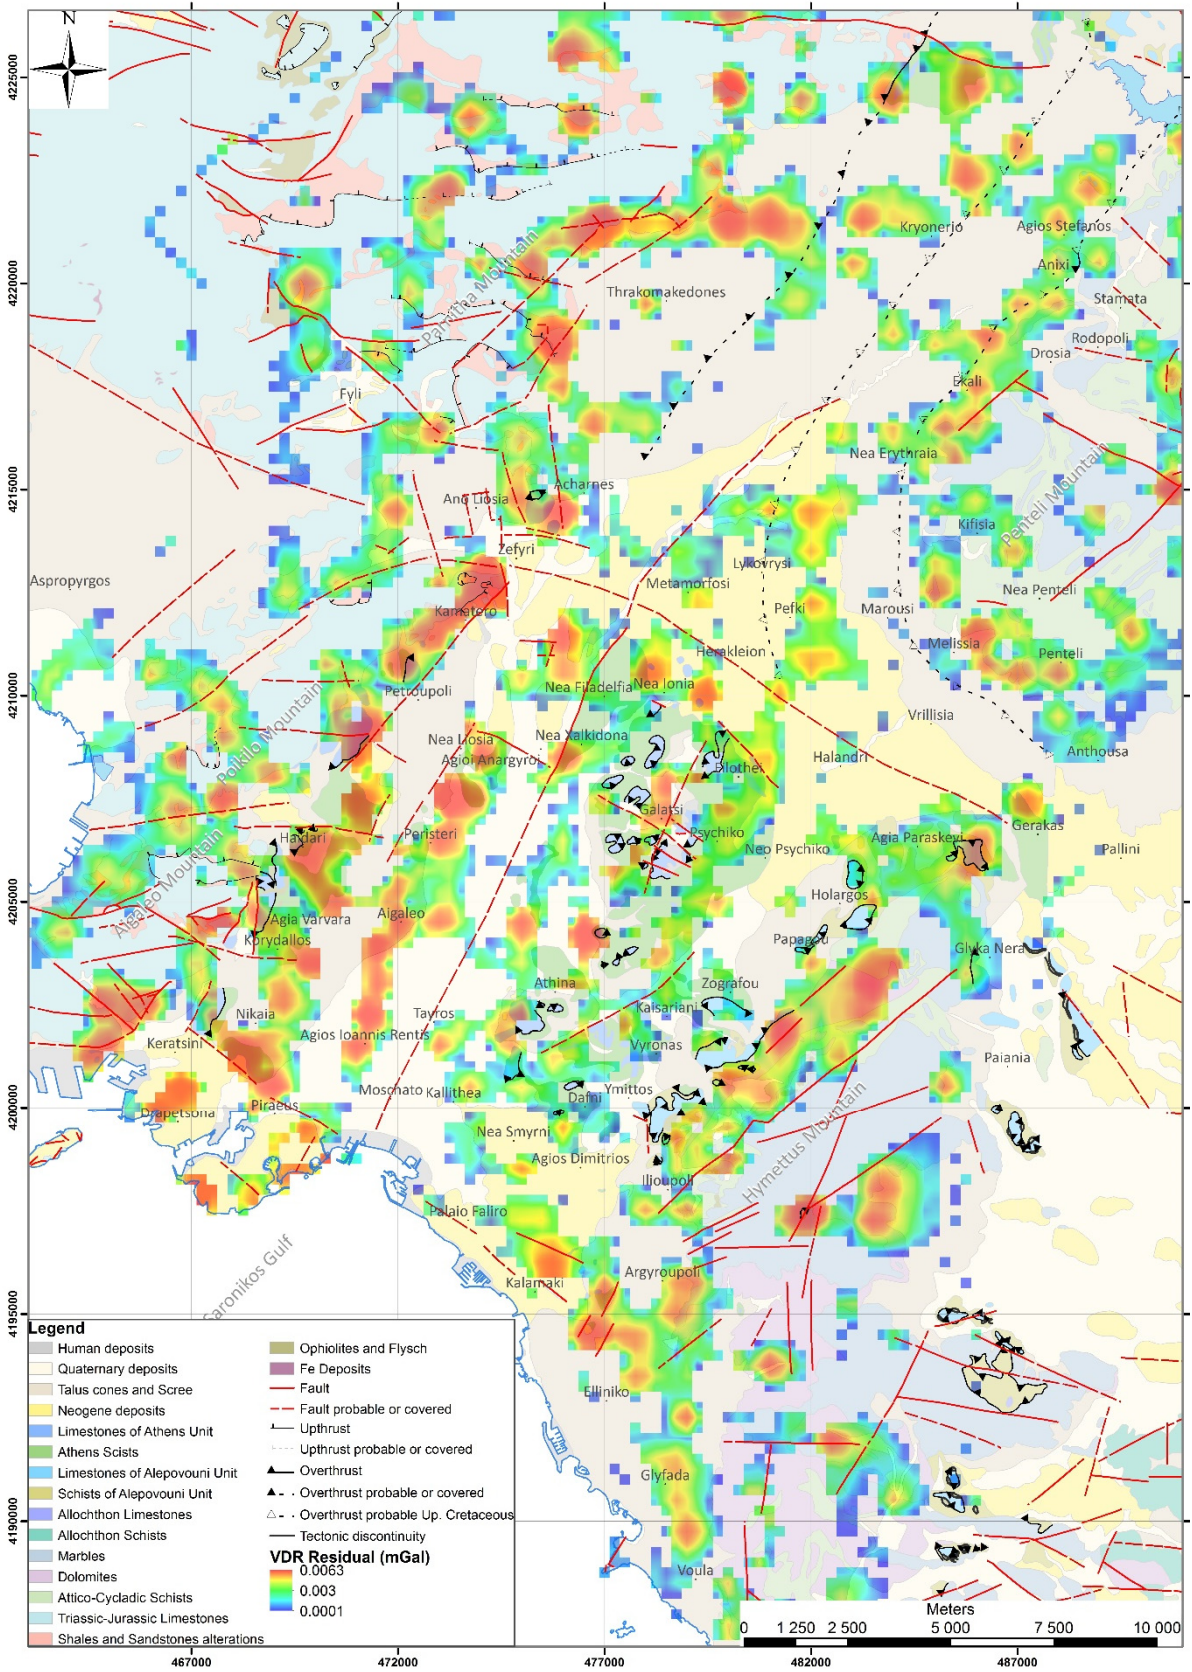 N
4225000
Kryonerio
Agios Stefanos
Parnitha Mountain
Anixi
4220000
Thrakomakedones
Stamata
Rodopoli
Drosia
Ekali
Fyli
Nea Erythraia
Penteli Mountain
4215000
Acharnes
Ano Liosia
Kifisia
Zefyri
Lykovrysi
Aspropyrgos
Metamorfosi
Nea Penteli
Kamatero
Pefki
Marousi
Melissia
Herakleion
Penteli
4210000
Petroupoli
Nea Filadelfia
Nea Ionia
Poikilo Mountain
Vrillisia
Nea Liosia
Nea Xalkidona
Anthousa
Agioi Anargyroi
Filothei
Halandri
Galatsi
Gerakas
Haidari
Peristeri
Psychiko
Agia Paraskevi
Neo Psychiko
Pallini
Aigaleo Mountain
4205000
Holargos
Agia Varvara
Aigaleo
Korydallos
Papagou
Glyka Nera
Athina
Zografou
Nikaia
Tavros
Kaisariani
Agios Ioannis Rentis
Keratsini
Vyronas
Paiania
Moschato
Kallithea
Ymittos
Dafni
4200000
Drapetsona
Piraeus
Nea Smyrni
Agios Dimitrios
Hymettus Mountain
Ilioupoli
Palaio Faliro
Saronikos Gulf
Argyroupoli
Kalamaki
4195000
Elliniko
Glyfada
4190000
Voula
Legend
Human deposits
Quaternary deposits
Talus cones and Scree
Neogene deposits
Limestones of Athens Unit
Athens Scists
Limestones of Alepovouni Unit
Schists of Alepovouni Unit
Allochton Limestones
Allochton Schists
Marbles
Dolomites
Attico-Cycladic Schists
Triassic-Jurassic Limestones
Shales and Sandstones alterations
Ophiolites and Flysch
Fe Deposits
Fault
Fault probable or covered
Upthrust
Upthrust probable or covered
Overthrust
Overthrust probable or covered
Overthrust probable Up. Cretaceous
Tectonic discontinuity
VDR Residual (mGal)
0.0063
0.003
0.0001
Meters
0 1 250 2 500 5 000 7 500 10 000
467000 472000 477000 482000 487000